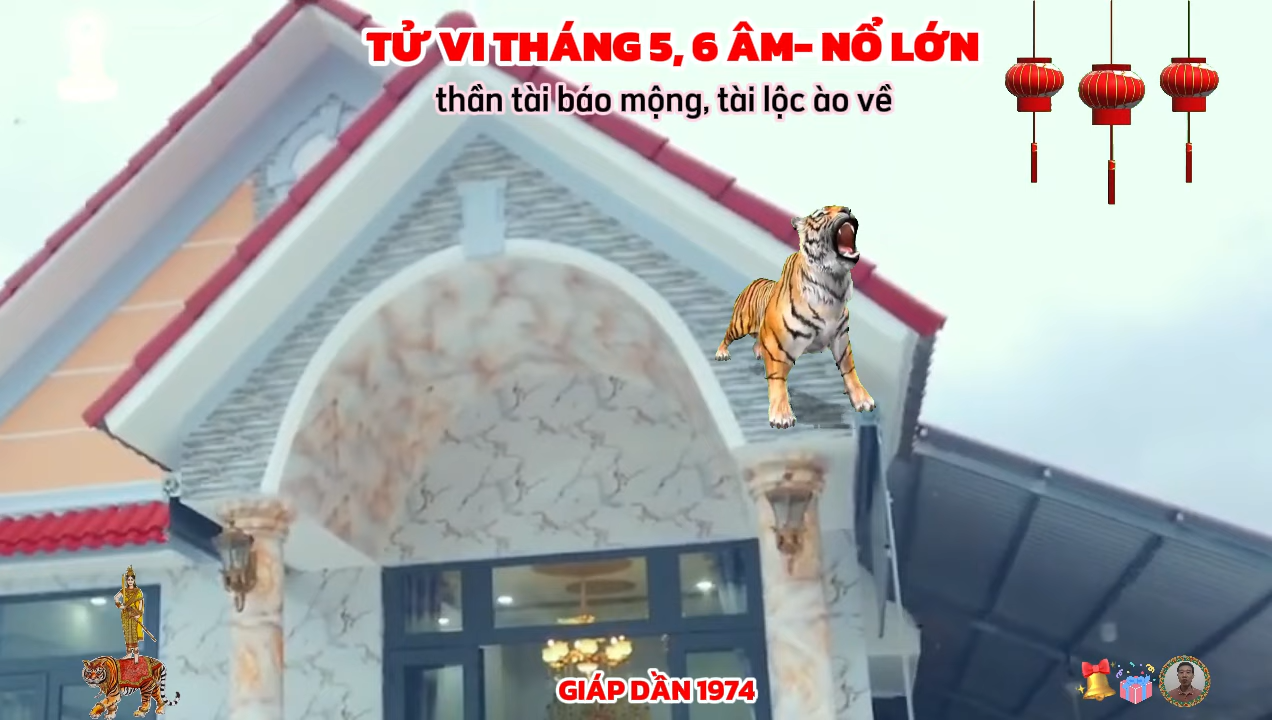 TỬ VI THÁNG 5, 6 ÂM- NỔ LỚN
thần tài báo mộng, tài lộc ào về
GIÁP DẦN 1974